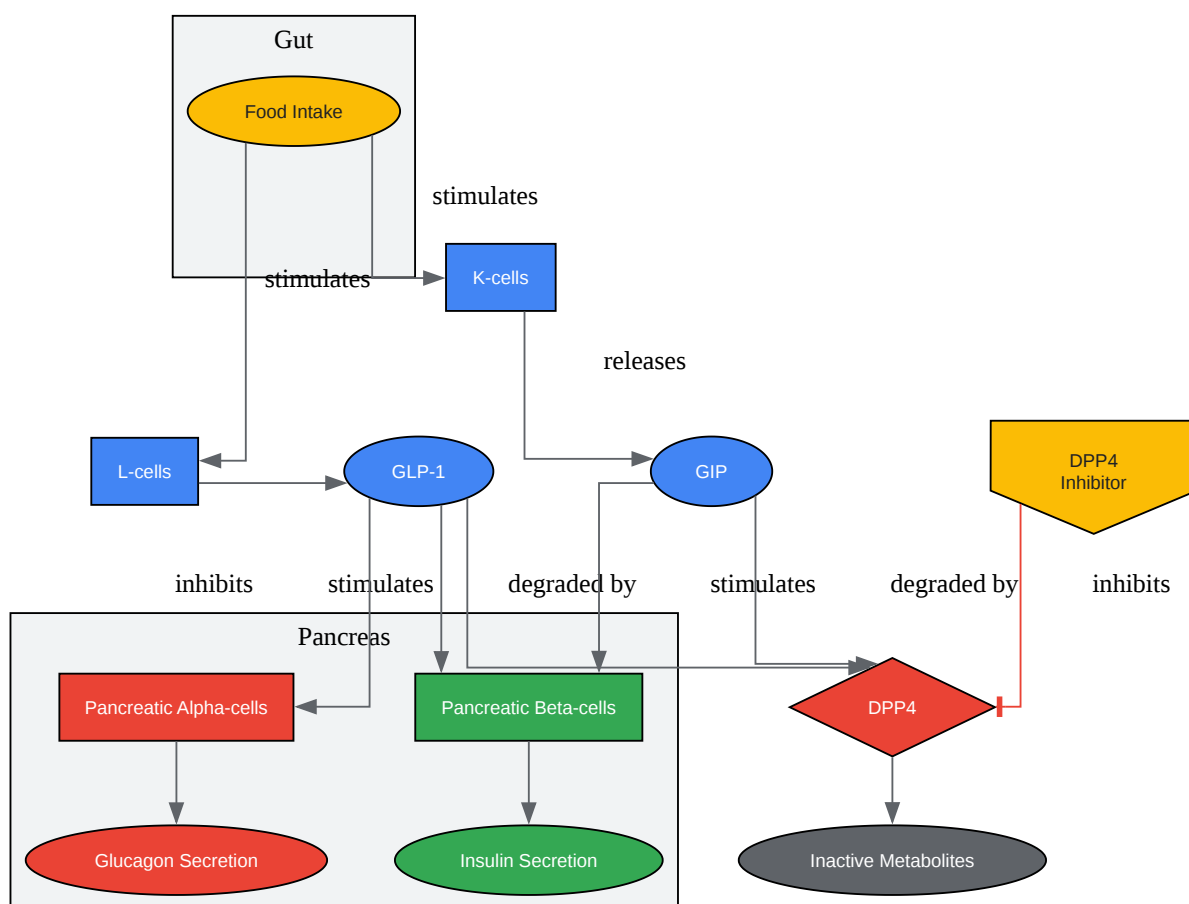 Gut
Food Intake
stimulates
stimulates
K-cells
releases
L-cells
GLP-1
GIP
DPP4
Inhibitor
inhibits
stimulates
degraded by
stimulates
degraded by
inhibits
Pancreas
Pancreatic Alpha-cells
Pancreatic Beta-cells
DPP4
Glucagon Secretion
Insulin Secretion
Inactive Metabolites